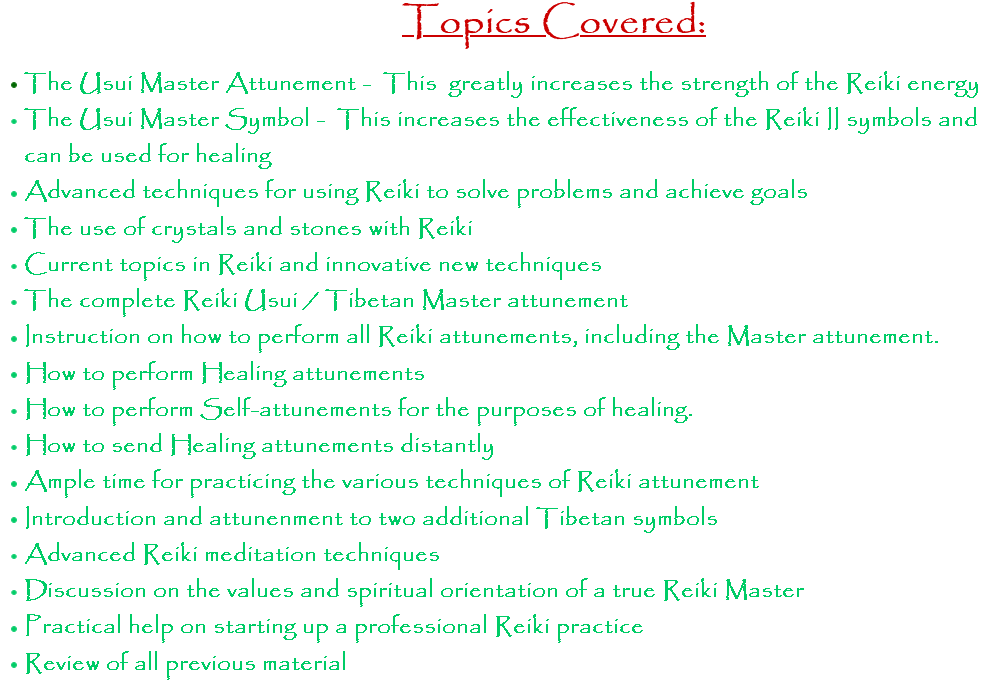 Topics Covered:
• The Usui Master Attunement - This greatly increases the strength of the Reiki energy
• The Usui Master Symbol - This increases the effectiveness of the Reiki II symbols and
can be used for healing
• Advanced techniques for using Reiki to solve problems and achieve goals
• The use of crystals and stones with Reiki
• Current topics in Reiki and innovative new techniques
• The complete Reiki Usui / Tibetan Master attunement
• Instruction on how to perform all Reiki attunements, including the Master attunement.
• How to perform Healing attunements
• How to perform Self-attunements for the purposes of healing.
• How to send Healing attunements distantly
• Ample time for practicing the various techniques of Reiki attunement
• Introduction and attunenment to two additional Tibetan symbols
• Advanced Reiki meditation techniques
• Discussion on the values and spiritual orientation of a true Reiki Master
• Practical help on starting up a professional Reiki practice
• Review of all previous material